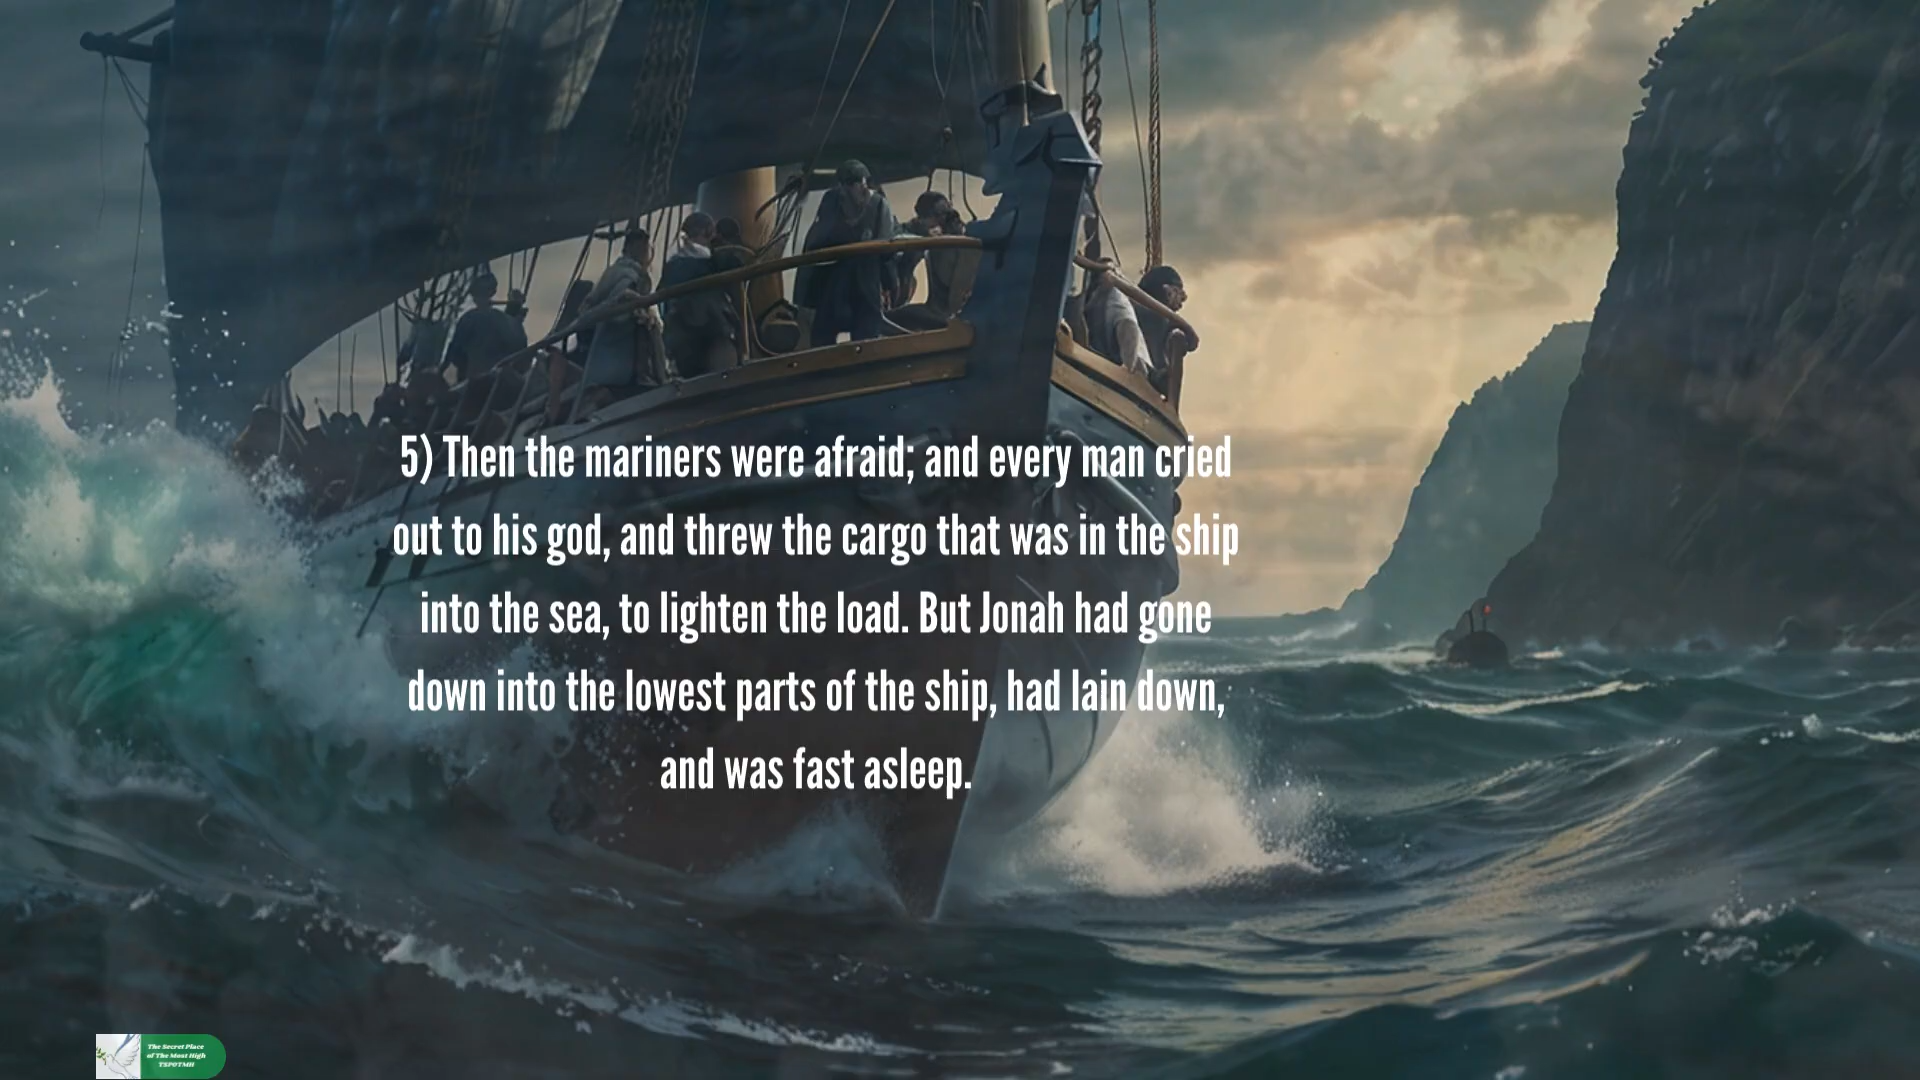 5) Then the mariners were afraid; and every man cried
out to his god, and threw the cargo that was in the ship
into the sea, to lighten the load. But Jonah had gone
down into the lowest parts of the ship, had lain down,
and was fast asleep.
The Secret Place
of The Most High
TSPOTMH